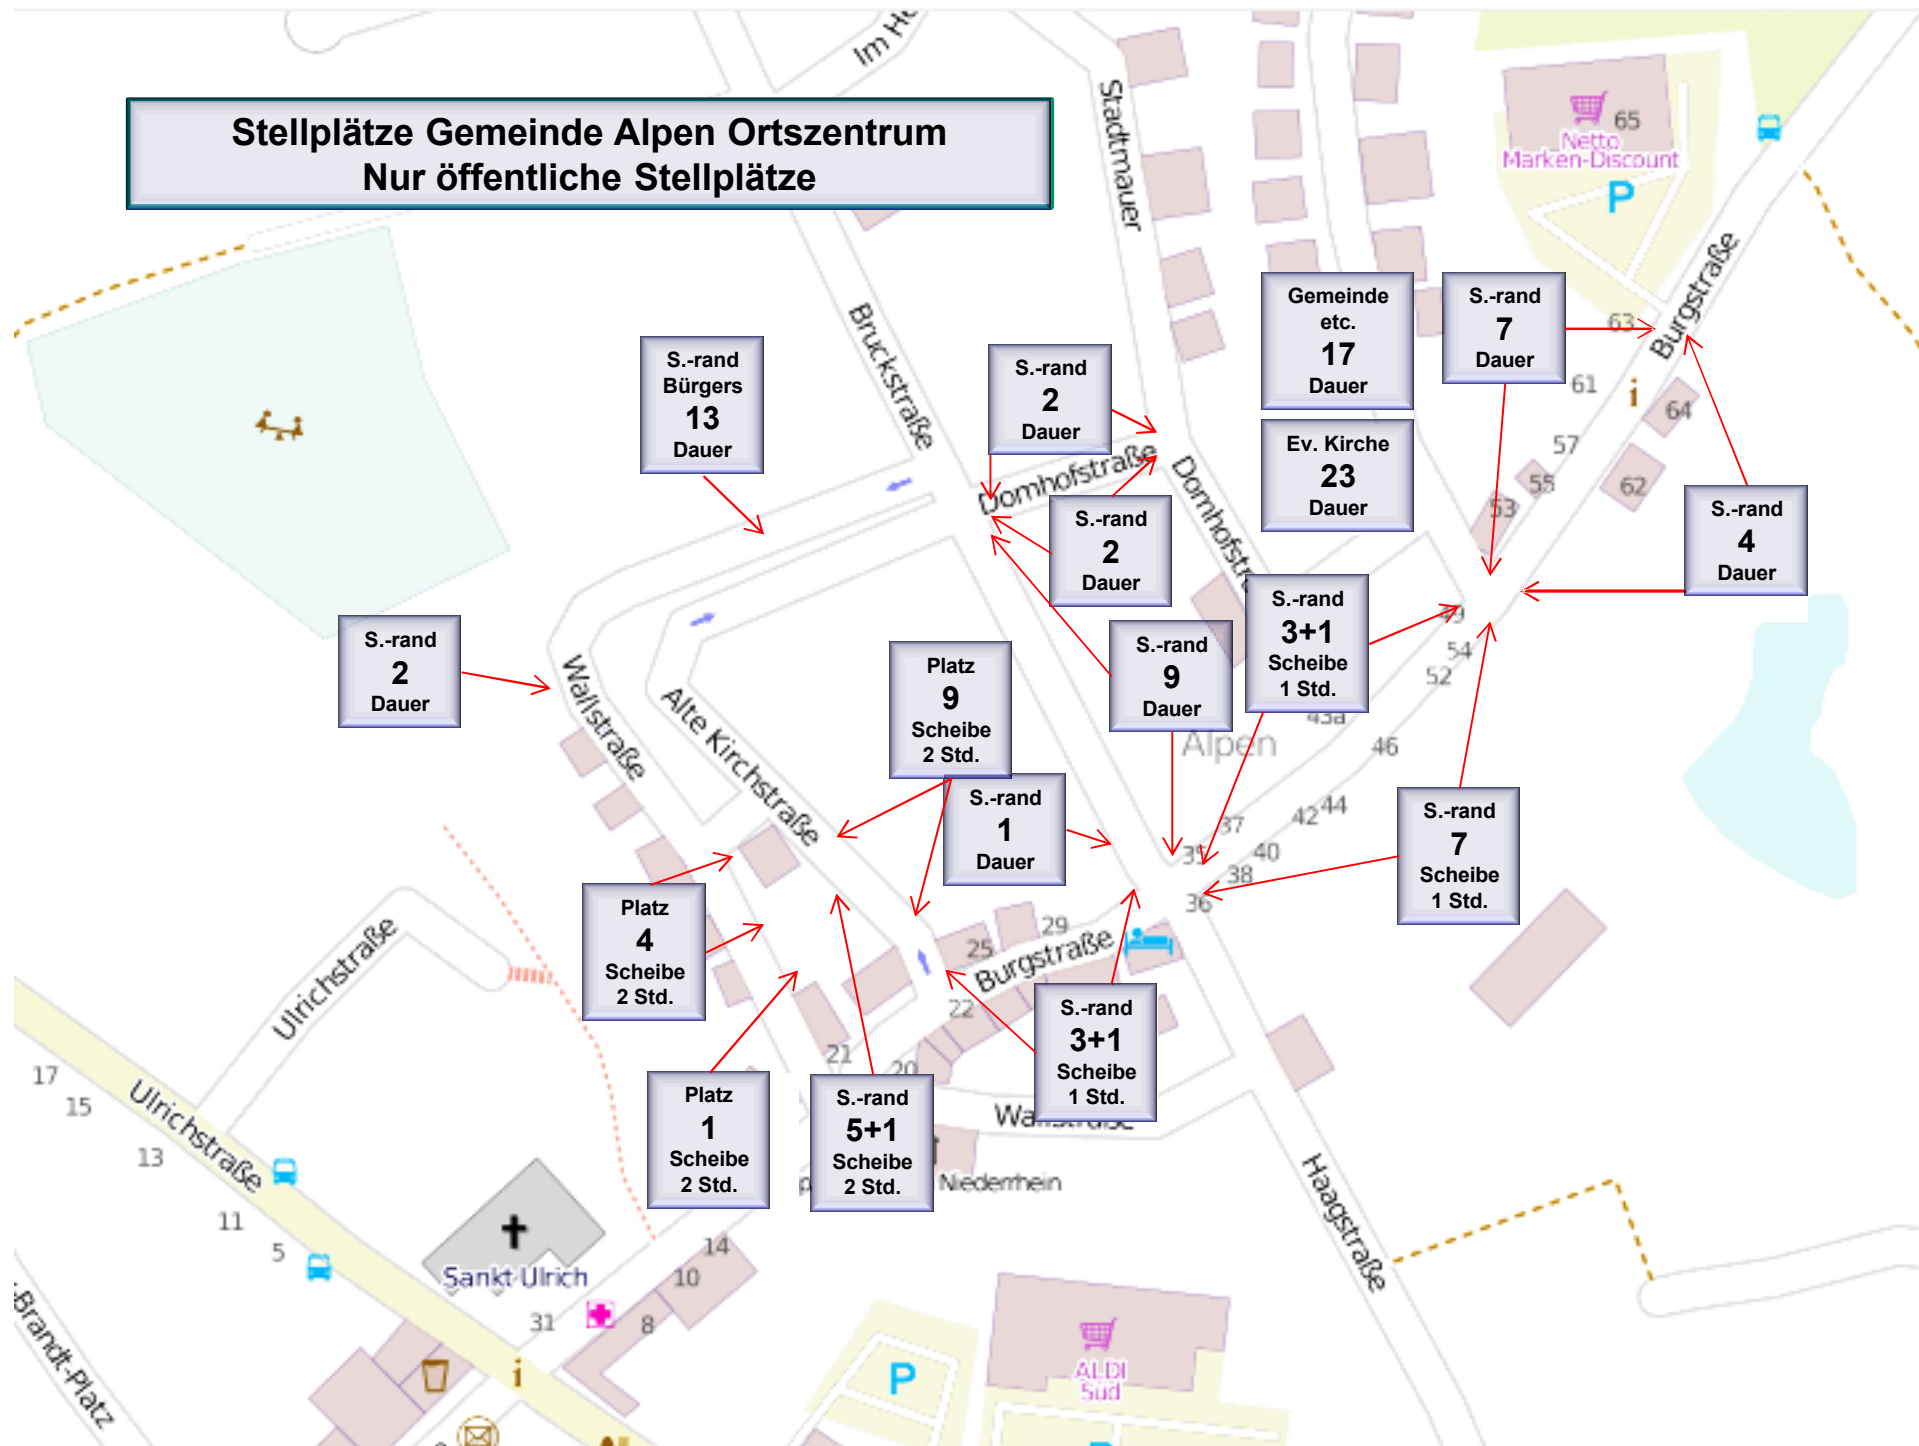 Stellplätze Gemeinde Alpen Ortszentrum
Nur öffentliche Stellplätze
Stadtmauer
65
Netto
Marken-Discount
P
Burgstraße
Bruckstraße
S.-rand
Bürgers
13
Dauer
S.-rand
2
Dauer
Gemeinde
etc.
17
Dauer
S.-rand
7
Dauer
63
61
64
57
55
62
53
Ev. Kirche
23
Dauer
Domhofstraße
S.-rand
2
Dauer
S.-rand
4
Dauer
S.-rand
2
Dauer
Wallstraße
Alte Kirchstraße
Platz
9
Scheibe
2 Std.
S.-rand
9
Dauer
S.-rand
3+1
Scheibe
1 Std.
49
54
52
43a
Alpen
46
S.-rand
1
Dauer
37
42
44
35
40
38
36
S.-rand
7
Scheibe
1 Std.
Platz
4
Scheibe
2 Std.
25
29
Burgstraße
22
21
20
S.-rand
3+1
Scheibe
1 Std.
Platz
1
Scheibe
2 Std.
S.-rand
5+1
Scheibe
2 Std.
Wallstraße
Niederrhein
Ulrichstraße
17
15
13
Ulrichstraße
11
5
Sankt Ulrich
14
10
31
8
Haagstraße
-Brandt-Platz
P
ALDI
Süd